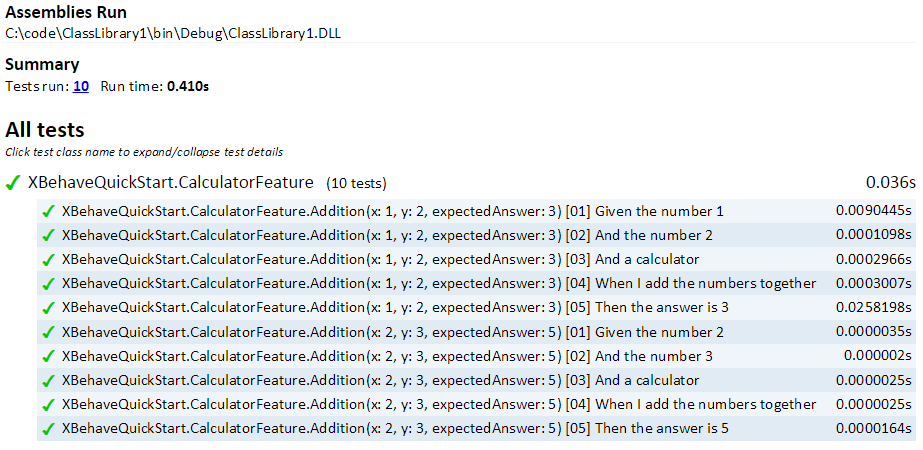 Assemblies Run
C:\code\ClassLibrary1\bin\Debug\ClassLibrary1.DLL
Summary
Tests run: 10 Run time: 0.410s
All tests
Click test class name to expand/collapse test details
XBehaveQuickStart.CalculatorFeature (10 tests) 0.036s
XBehaveQuickStart.CalculatorFeature.Addition(x: 1, y: 2, expectedAnswer: 3) [01] Given the number 1 0.0090445s
XBehaveQuickStart.CalculatorFeature.Addition(x: 1, y: 2, expectedAnswer: 3) [02] And the number 2 0.0001098s
XBehaveQuickStart.CalculatorFeature.Addition(x: 1, y: 2, expectedAnswer: 3) [03] And a calculator 0.0002966s
XBehaveQuickStart.CalculatorFeature.Addition(x: 1, y: 2, expectedAnswer: 3) [04] When I add the numbers together 0.0003007s
XBehaveQuickStart.CalculatorFeature.Addition(x: 1, y: 2, expectedAnswer: 3) [05] Then the answer is 3 0.0258198s
XBehaveQuickStart.CalculatorFeature.Addition(x: 2, y: 3, expectedAnswer: 5) [01] Given the number 2 0.0000035s
XBehaveQuickStart.CalculatorFeature.Addition(x: 2, y: 3, expectedAnswer: 5) [02] And the number 3 0.000002s
XBehaveQuickStart.CalculatorFeature.Addition(x: 2, y: 3, expectedAnswer: 5) [03] And a calculator 0.0000025s
XBehaveQuickStart.CalculatorFeature.Addition(x: 2, y: 3, expectedAnswer: 5) [04] When I add the numbers together 0.0000025s
XBehaveQuickStart.CalculatorFeature.Addition(x: 2, y: 3, expectedAnswer: 5) [05] Then the answer is 5 0.0000164s